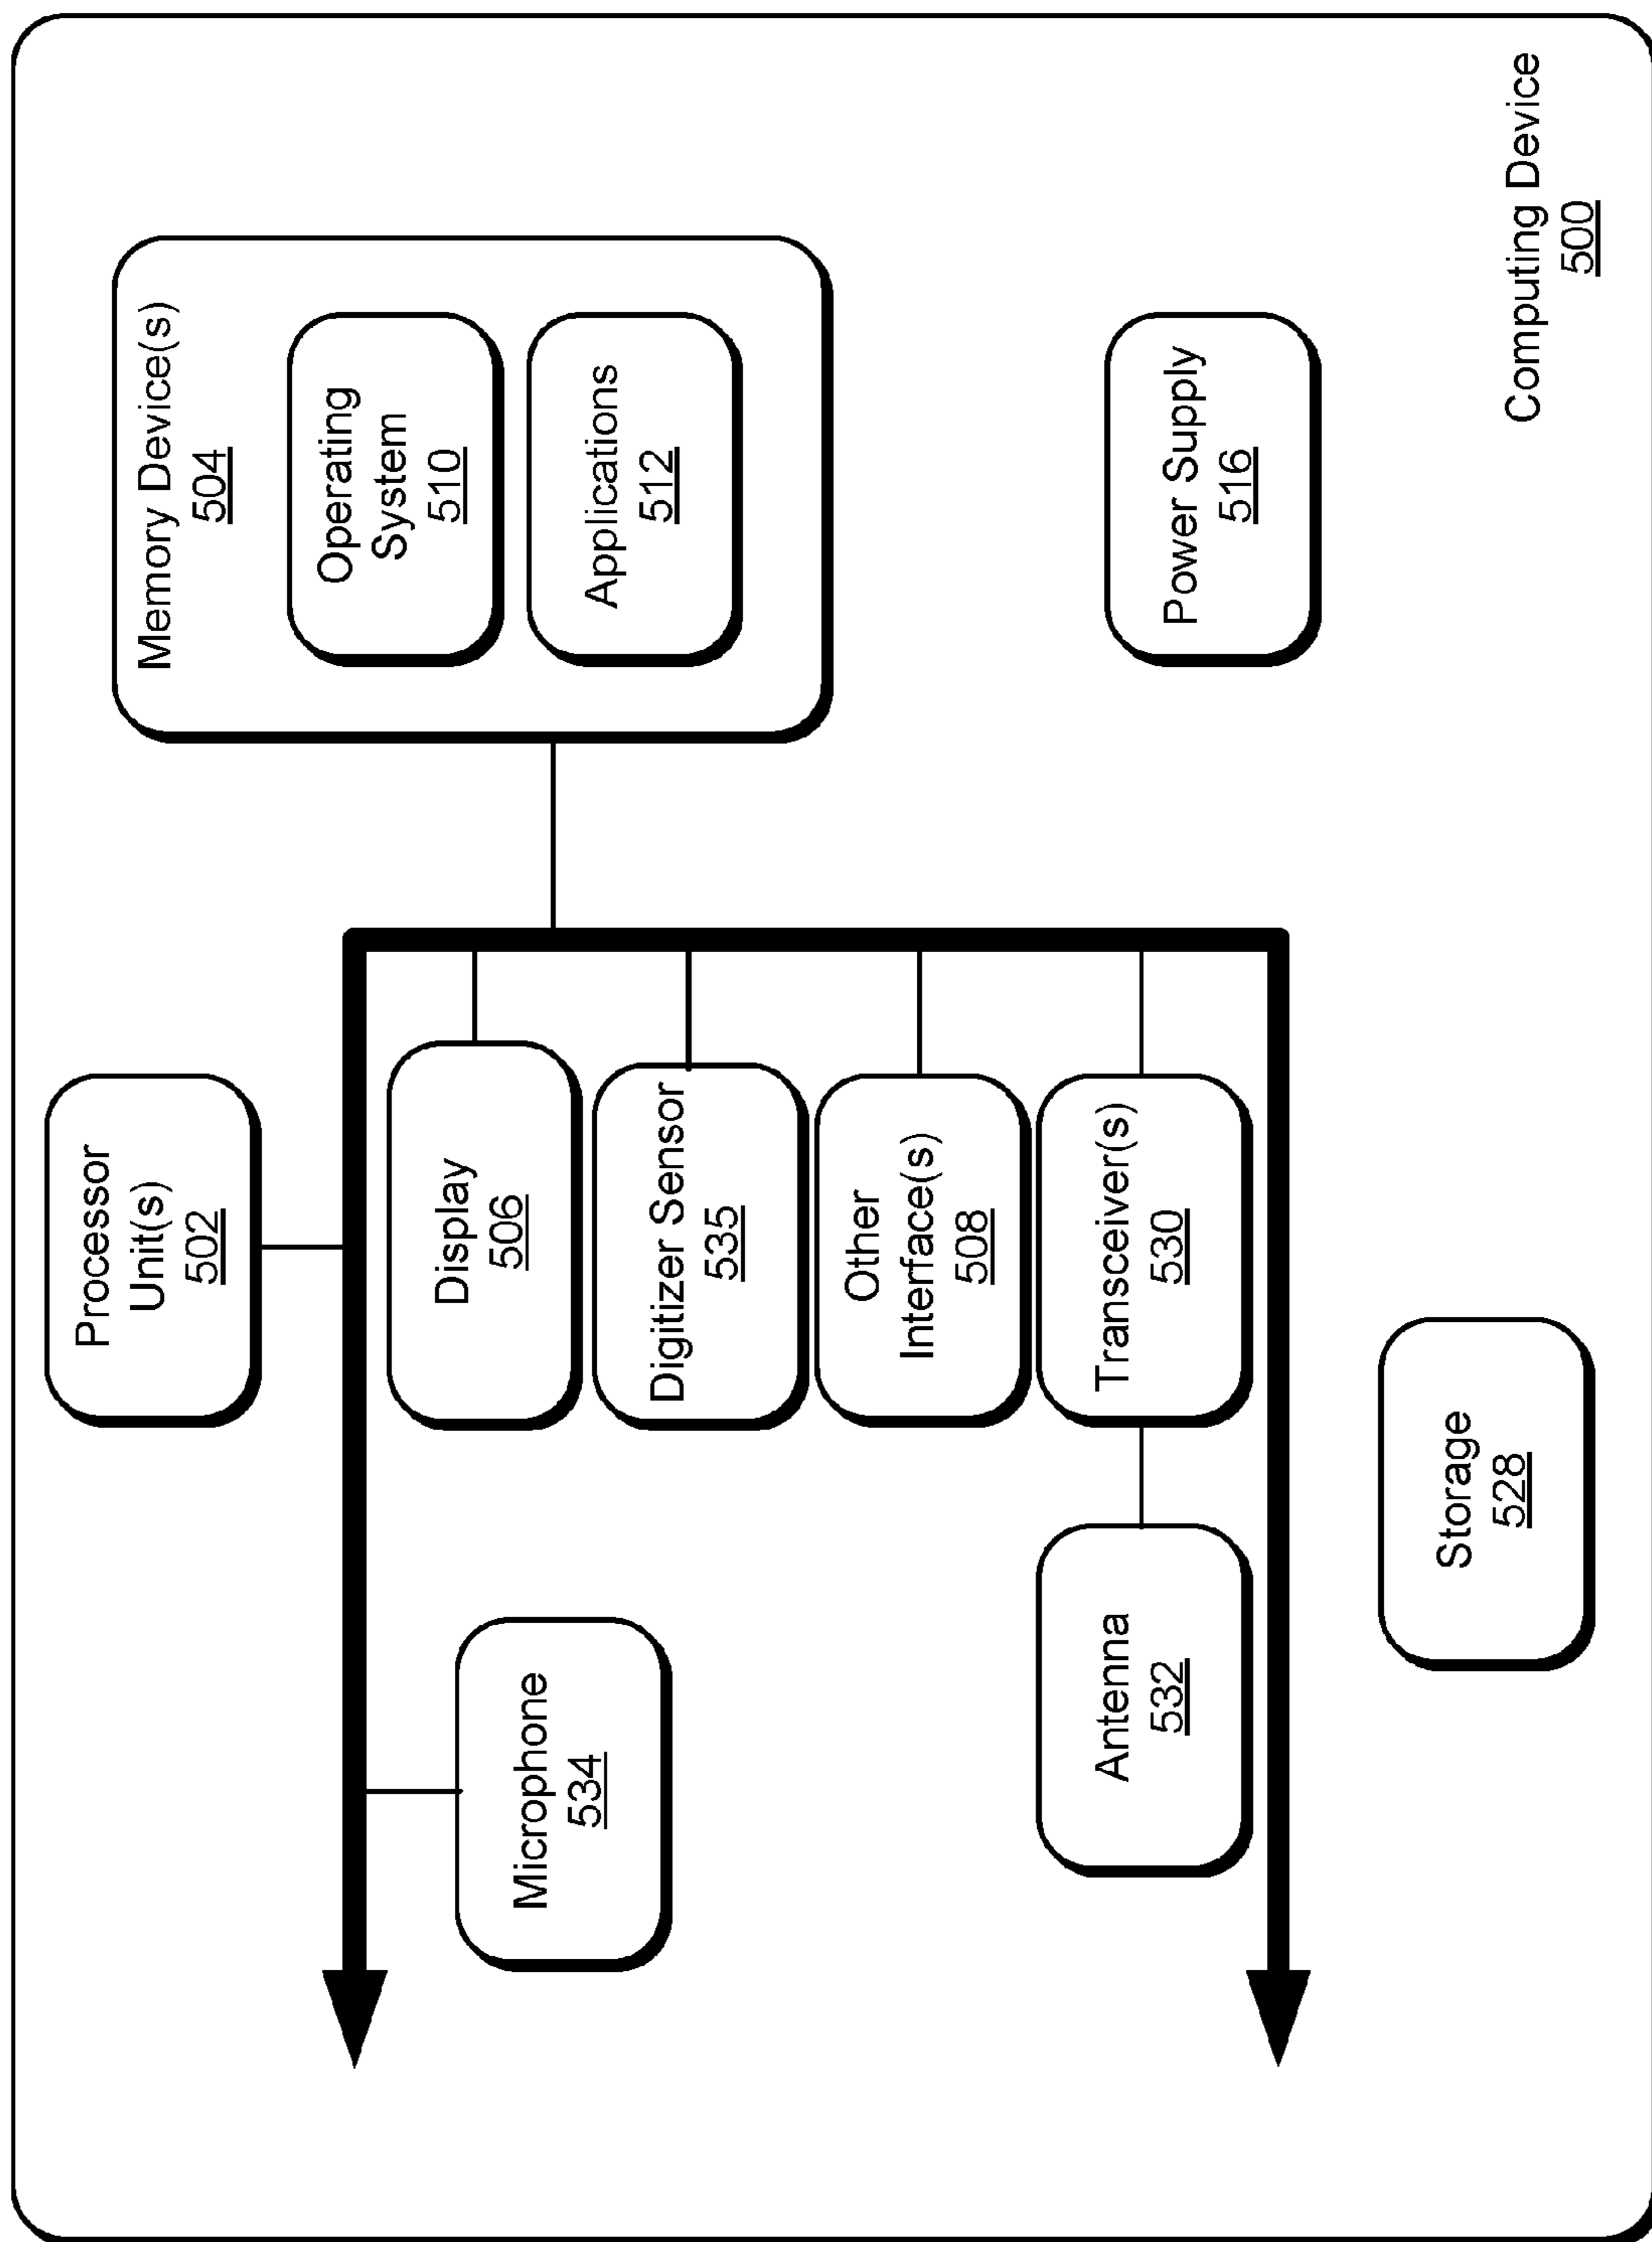 Processor
Unit(s)
502
Memory Device(s)
504
Operating
System
510
Applications
512
Display
506
Microphone
534
Digitizer Sensor
535
Other
Interface(s)
508
Antenna
532
Transceiver(s)
530
Power Supply
516
Storage
528
Computing Device
500